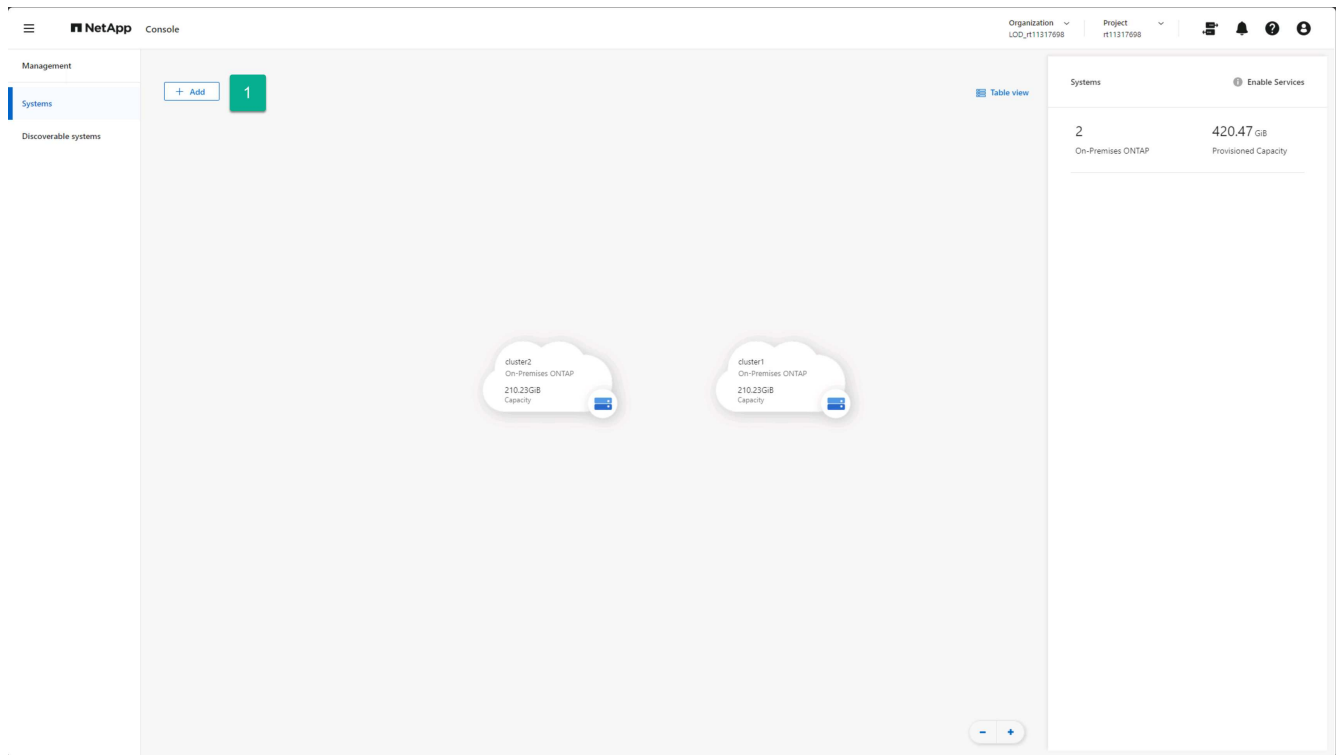 NetApp Console
Organization
LOD_rt11317698
Project
rt11317698
Management
Systems
Discoverable systems
+ Add
1
Table view
cluster2
On-Premises ONTAP
210.23GiB
Capacity
cluster1
On-Premises ONTAP
210.23GiB
Capacity
Systems
Enable Services
2
On-Premises ONTAP
420.47 GiB
Provisioned Capacity
- +